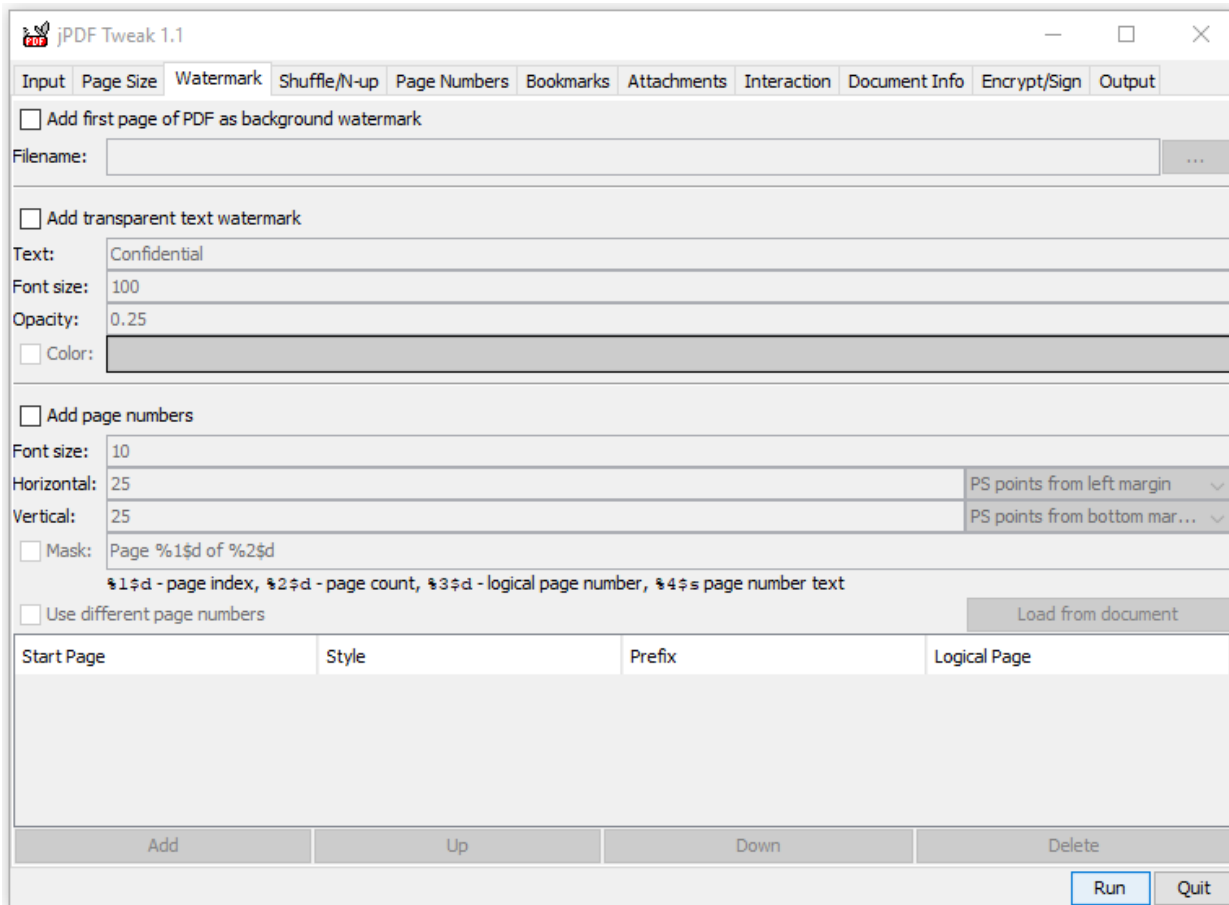 jPDF Tweak 1.1
Input Page Size Watermark Shuffle/N-up Page Numbers Bookmarks Attachments Interaction Document Info Encrypt/Sign Output
Add first page of PDF as background watermark
Filename: ...
Add transparent text watermark
Text: Confidential
Font size: 100
Opacity: 0.25
Color:
Add page numbers
Font size: 10
Horizontal: 25 PS points from left margin
Vertical: 25 PS points from bottom mar...
Mask: Page %1$d of %2$d
%1$d - page index, %2$d - page count, %3$d - logical page number, %4$s page number text
Use different page numbers Load from document
Start Page Style Prefix Logical Page
Add Up Down Delete
Run Quit